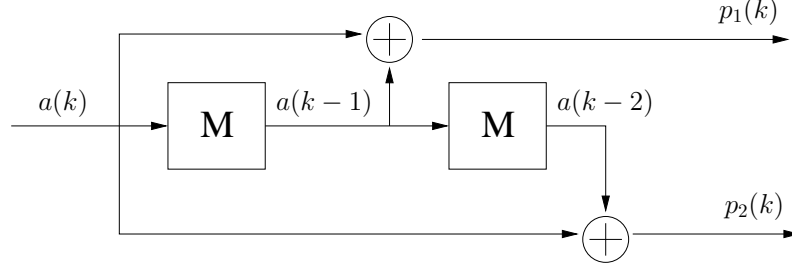 p₁(k)
a(k)
M
a(k − 1)
M
a(k − 2)
p₂(k)